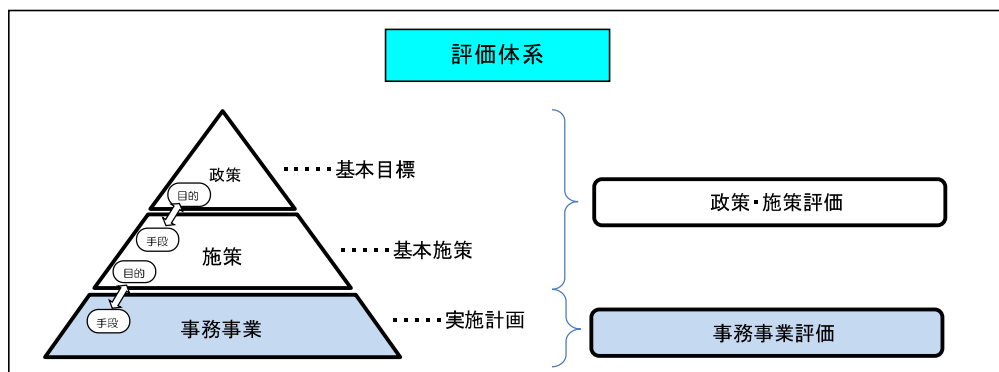 評価体系
政策
‥‥‥基本目標
目的
政策・施策評価
手段
施策
‥‥‥基本施策
目的
手段
事務事業
‥‥‥実施計画
事務事業評価